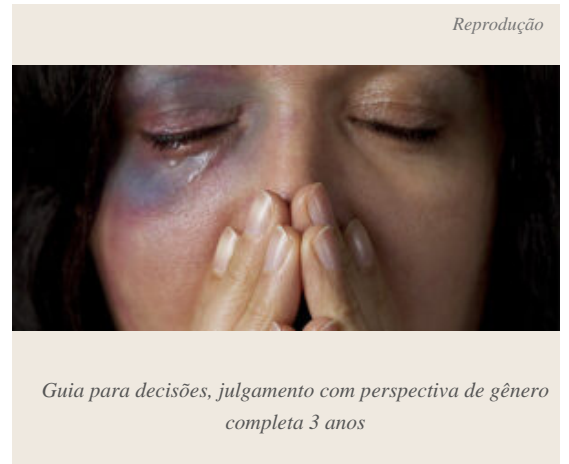 Reprodução
Guia para decisões, julgamento com perspectiva de gênero
completa 3 anos